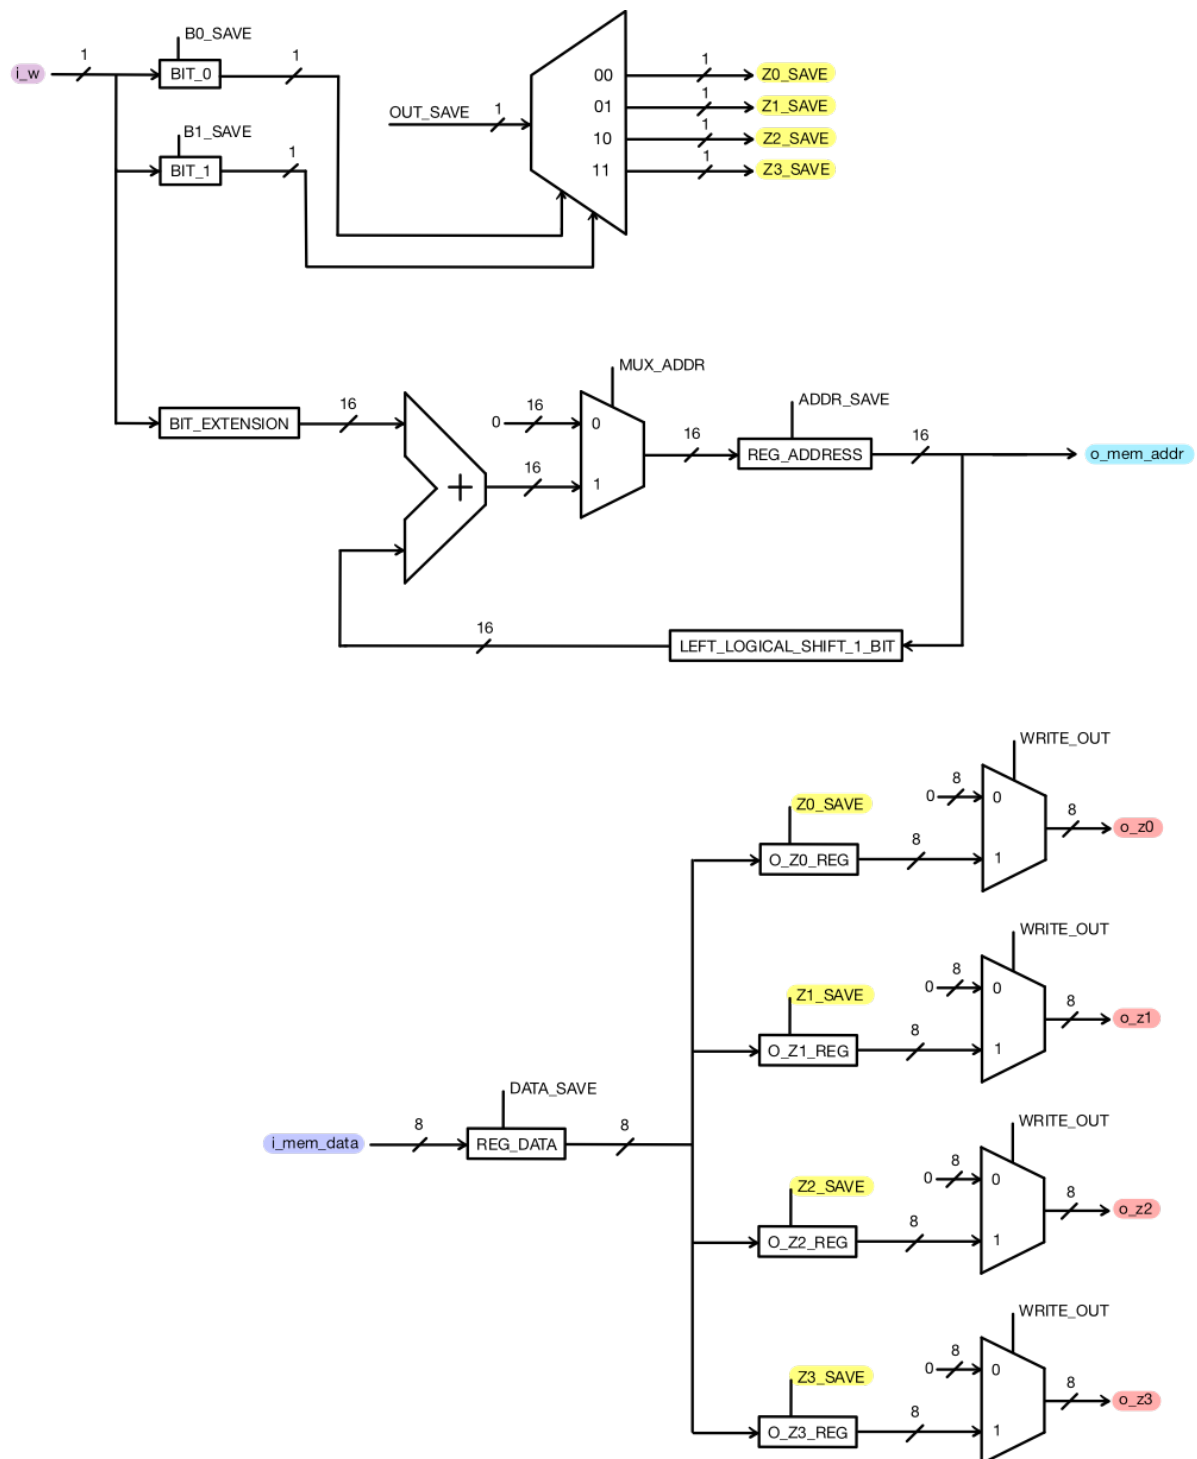 B0_SAVE
i_w
1
BIT_0
1
B1_SAVE
BIT_1
1
OUT_SAVE
1
00
1
Z0_SAVE
01
1
Z1_SAVE
10
1
Z2_SAVE
11
1
Z3_SAVE
BIT_EXTENSION
16
+
MUX_ADDR
0
16
0
16
1
16
ADDR_SAVE
REG_ADDRESS
16
o_mem_addr
16
LEFT_LOGICAL_SHIFT_1_BIT
WRITE_OUT
Z0_SAVE
0
8
0
O_Z0_REG
8
1
8
o_z0
WRITE_OUT
Z1_SAVE
0
8
0
O_Z1_REG
8
1
8
o_z1
DATA_SAVE
i_mem_data
8
REG_DATA
8
WRITE_OUT
Z2_SAVE
0
8
0
O_Z2_REG
8
1
8
o_z2
WRITE_OUT
Z3_SAVE
0
8
0
O_Z3_REG
8
1
8
o_z3